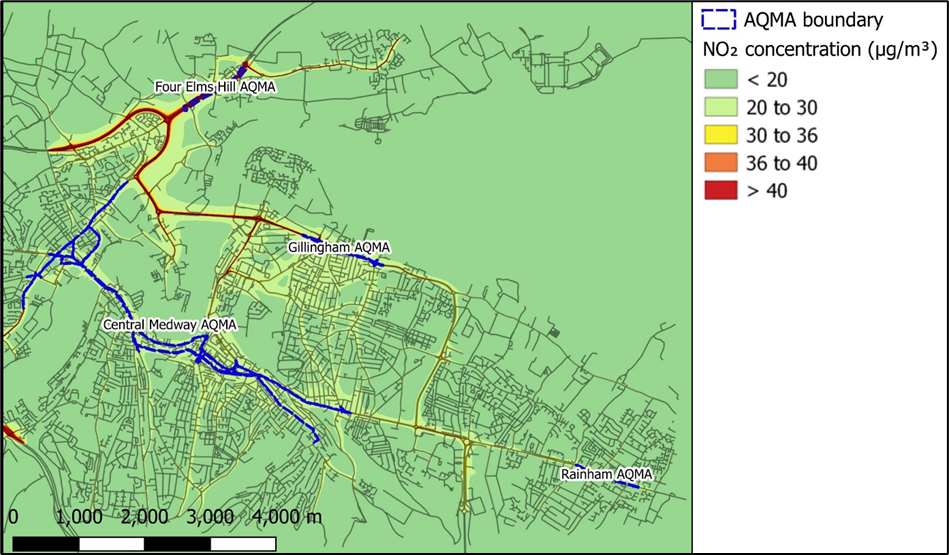 AQMA boundary
NO₂ concentration (µg/m³)
< 20
20 to 30
30 to 36
36 to 40
> 40
Four Elms Hill AQMA
Gillingham AQMA
Central Medway AQMA
Rainham AQMA
0 1,000 2,000 3,000 4,000 m